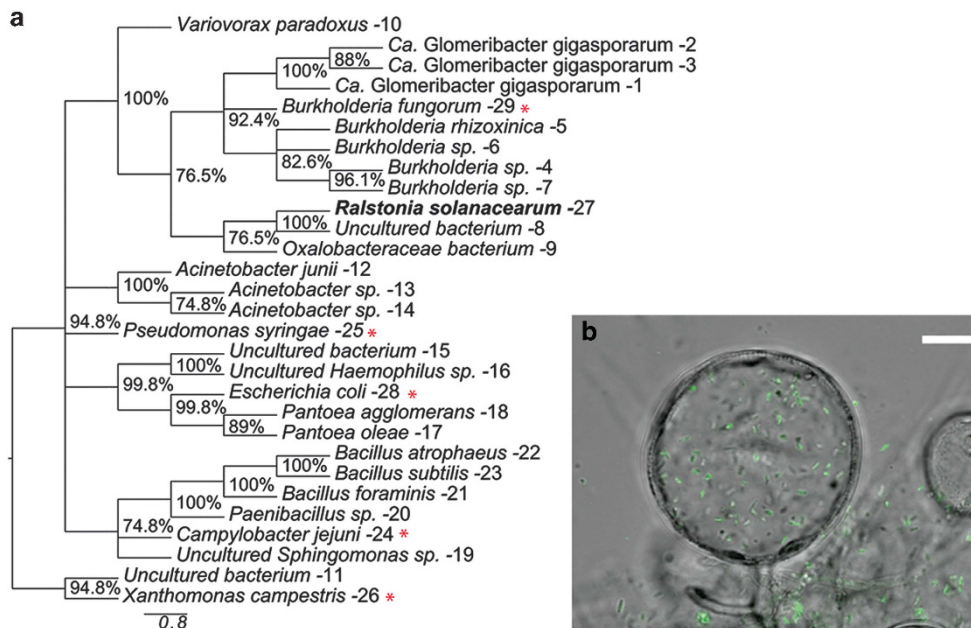 a
Variovorax paradoxus -10
Ca. Glomeribacter gigasporarum -2
88%
Ca. Glomeribacter gigasporarum -3
100%
Ca. Glomeribacter gigasporarum -1
100%
Burkholderia fungorum -29 *
92.4%
Burkholderia rhizoxinica -5
Burkholderia sp. -6
82.6%
Burkholderia sp. -4
76.5%
96.1%
Burkholderia sp. -7
Ralstonia solanacearum -27
100%
Uncultured bacterium -8
76.5%
Oxalobacteraceae bacterium -9
Acinetobacter junii -12
100%
Acinetobacter sp. -13
74.8%
Acinetobacter sp. -14
94.8%
Pseudomonas syringae -25 *
Uncultured bacterium -15
100%
Uncultured Haemophilus sp. -16
99.8%
Escherichia coli -28 *
99.8%
Pantoea agglomerans -18
89%
Pantoea oleae -17
Bacillus atrophaeus -22
100%
Bacillus subtilis -23
100%
Bacillus foraminis -21
100%
Paenibacillus sp. -20
74.8%
Campylobacter jejuni -24 *
Uncultured Sphingomonas sp. -19
Uncultured bacterium -11
94.8%
Xanthomonas campestris -26 *
0.8
b